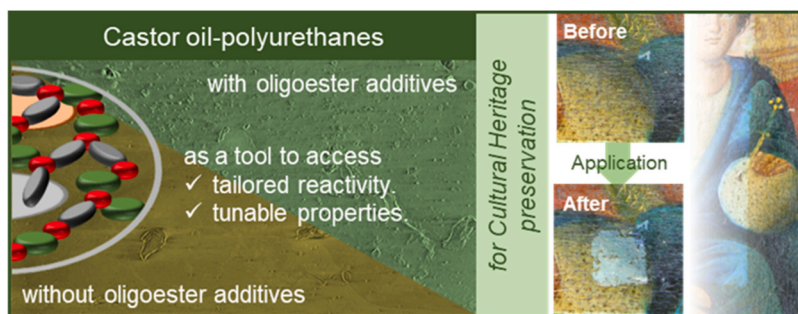 Castor oil-polyurethanes
with oligoester additives
as a tool to access
✓ tailored reactivity.
✓ tunable properties.
without oligoester additives
for Cultural Heritage
preservation
Before
Application
After